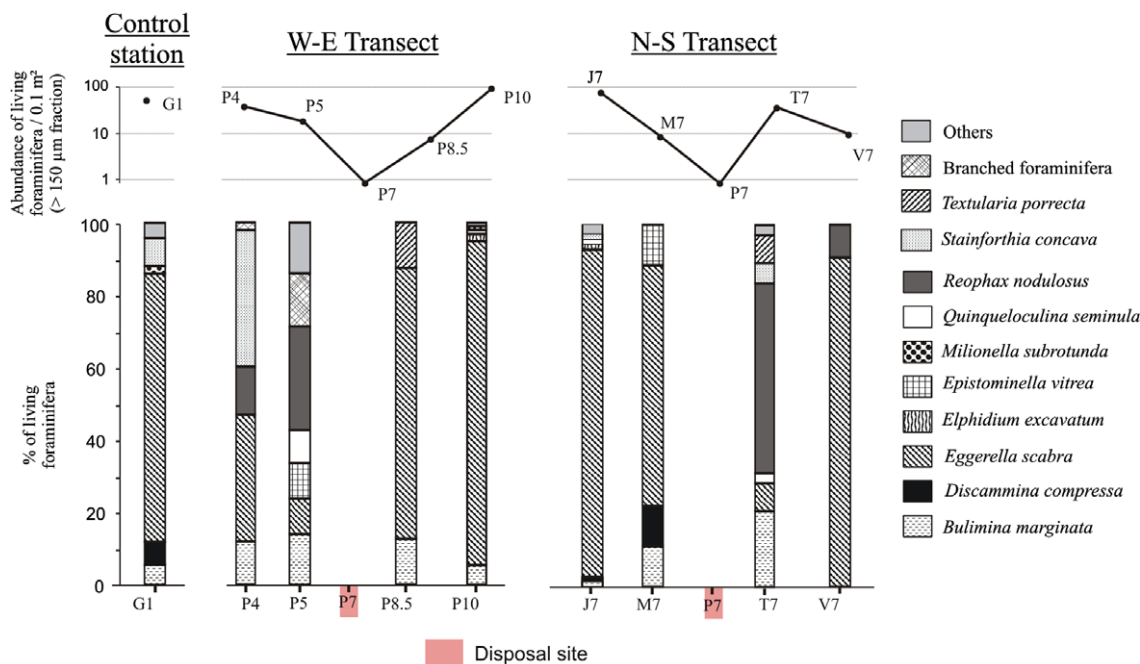 Control
station
W-E Transect
N-S Transect
Abundance of living
foraminifera / 0.1 m²
(> 150 µm fraction)
100
10
1
G1
P4
P5
P7
P8.5
P10
J7
M7
P7
T7
V7
% of living
foraminifera
100
80
60
40
20
0
G1
P4
P5
P7
P8.5
P10
J7
M7
P7
T7
V7
Others
Branched foraminifera
Textularia porrecta
Stainforthia concava
Reophax nodulosus
Quinqueloculina seminula
Milionella subrotunda
Epistominella vitrea
Elphidium excavatum
Eggerella scabra
Discammina compressa
Bulimina marginata
Disposal site